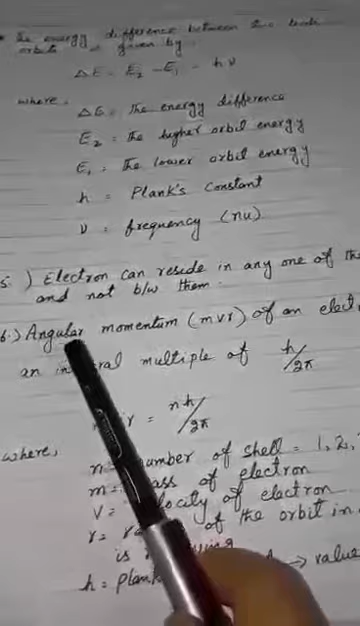 The energy difference between two
orbits is given by
ΔE = E₂ - E₁ = hν
where,
ΔE = The energy difference
E₂ = the higher orbit energy
E₁ = the lower orbit energy
h = Plank's Constant
ν = frequency (nu)
5.) Electron can reside in any one of the
and not b/w them.
6.) Angular momentum (mvr) of an
an multiple of h/2π
r = nh/2π
where,
n = number of shell = 1, 2,
m = mass of electron
v = velocity of electron
r = of the orbit in
is
h = → value